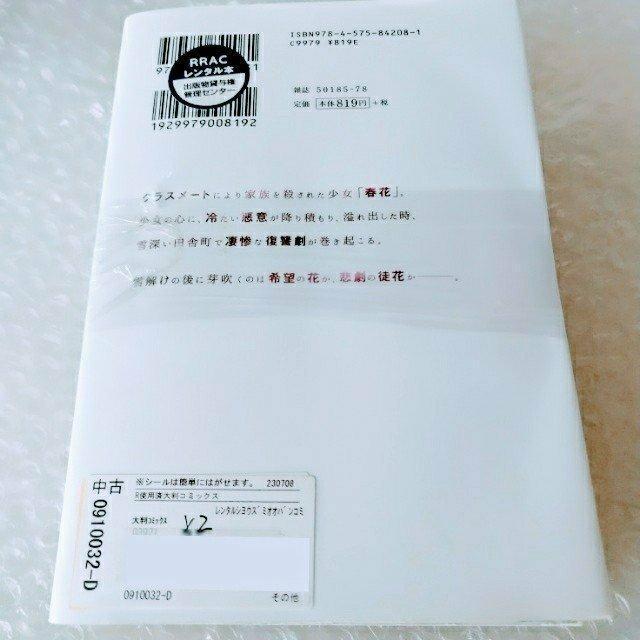 ISBN978-4-575-84208-1
C9979 ¥819E
97
1
RRAC
レンタル本
出版物貸与権
管理センター
1929979008192
雑誌 50185-78
定価 本体819円 +税
クラスメートにより家族を殺された少女「春花」。
少女の心に、冷たい悪意が降り積もり、溢れ出した時、
雪深い田舎町で凄惨な復讐劇が巻き起こる。
雪解けの後に芽吹くのは希望の花か、悲劇の徒花か───。
中古
0910032-D
※シールは簡単にはがせます。 230708
R使用済大判コミックス
レンタルシヨウズミオオバンコミ
大判コミックス
V2
0910032-D
その他